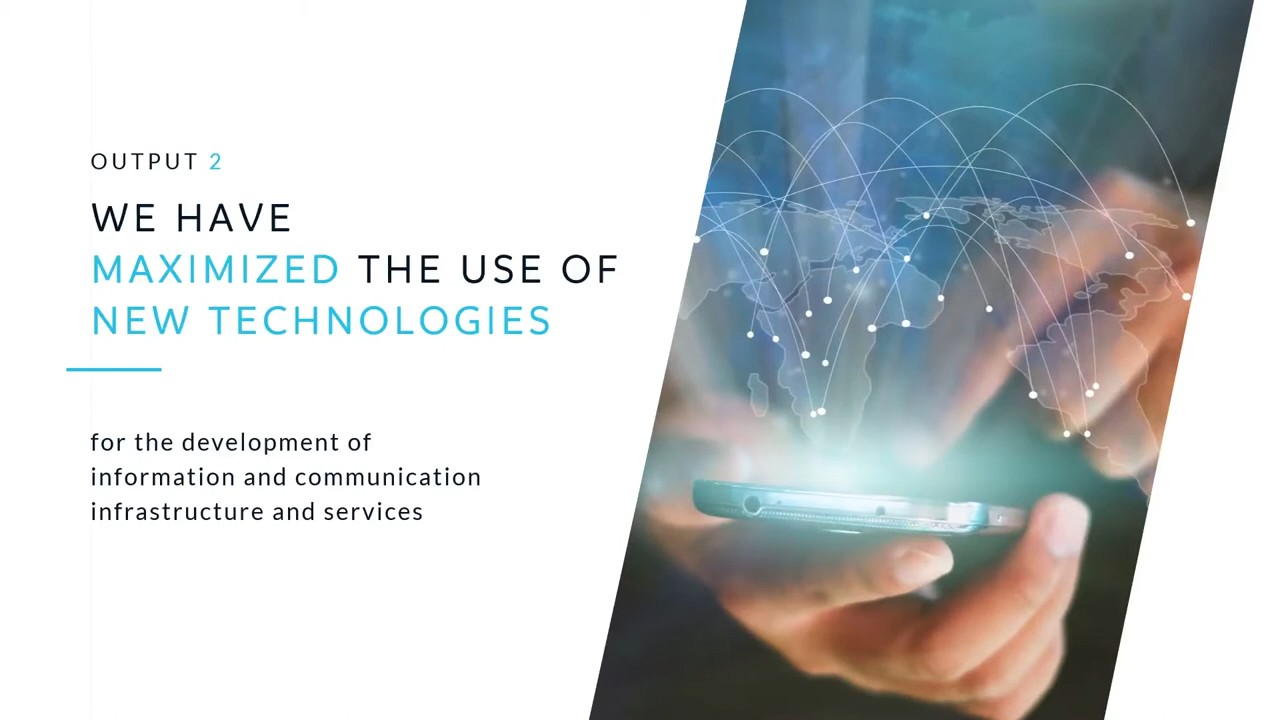 OUTPUT 2
WE HAVE
MAXIMIZED THE USE OF
NEW TECHNOLOGIES
for the development of
information and communication
infrastructure and services